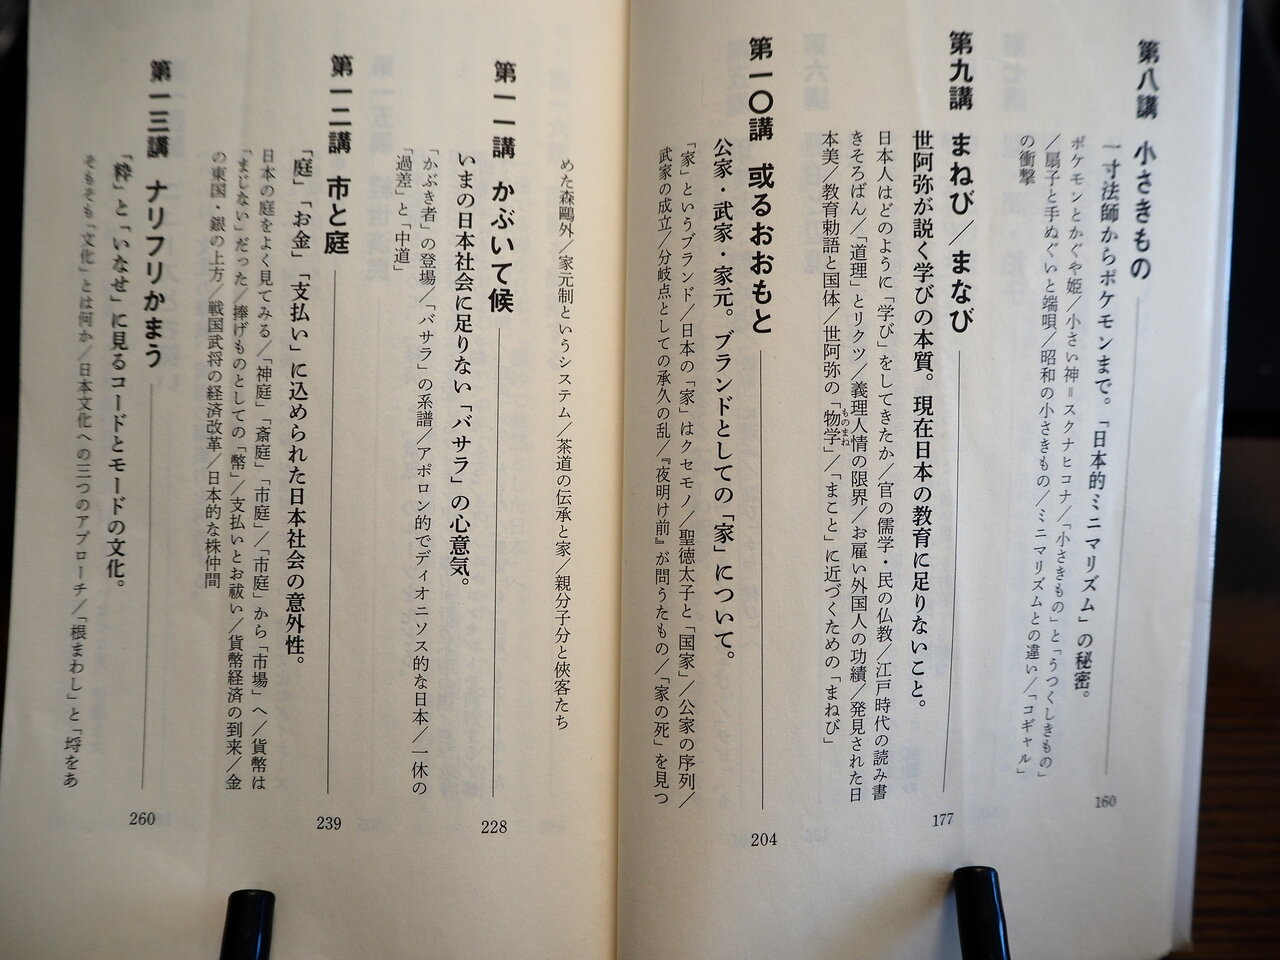 第八講 小さきもの 160
一寸法師からポケモンまで。「日本的ミニマリズム」の秘密。
ポケモンとかぐや姫／小さい神＝スクナヒコナ／「小さきもの」と「うつくしきもの」
／扇子と手ぬぐいと端唄／昭和の小さきもの／ミニマリズムとの違い／「コギャル」
の衝撃
第九講 まねび／まなび 177
世阿弥が説く学びの本質。現在日本の教育に足りないこと。
日本人はどのように「学び」をしてきたか／官の儒学・民の仏教／江戸時代の読み書
きそろばん／「道理」とリクツ／義理人情の限界／お雇い外国人の功績／発見された日
本美／教育勅語と国体／世阿弥の「物学」ものまね／「まこと」に近づくための「まねび」
第一〇講 或るおおもと 204
公家・武家・家元。ブランドとしての「家」について。
「家」というブランド／日本の「家」はクセモノ／聖徳太子と「国家」／公家の序列／
武家の成立／分岐点としての承久の乱／『夜明け前』が問うたもの／「家の死」を見つ
めた森鷗外／家元制というシステム／茶道の伝承と家／親分子分と俠客たち
第一一講 かぶいて候 228
いまの日本社会に足りない「バサラ」の心意気。
「かぶき者」の登場／「バサラ」の系譜／アポロン的でディオニソス的な日本／一休の
「過差」と「中道」
第一二講 市と庭 239
「庭」「お金」「支払い」に込められた日本社会の意外性。
日本の庭をよく見てみる／「神庭」「斎庭」「市庭」／「市庭」から「市場」へ／貨幣は
「まじない」だった／捧げものとしての「幣」／支払いとお祓い／貨幣経済の到来／金
の東国・銀の上方／戦国武将の経済改革／日本的な株仲間
第一三講 ナリフリかまう 260
「粋」と「いなせ」に見るコードとモードの文化。
そもそも「文化」とは何か／日本文化への三つのアプローチ／「根まわし」と「埒をあ